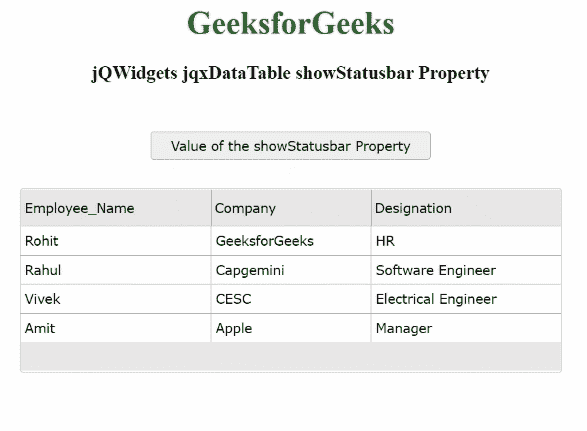 GeeksforGeeks
jQWidgets jqxDataTable showStatusbar Property
Value of the showStatusbar Property
Employee_Name Company Designation
Rohit GeeksforGeeks HR
Rahul Capgemini Software Engineer
Vivek CESC Electrical Engineer
Amit Apple Manager